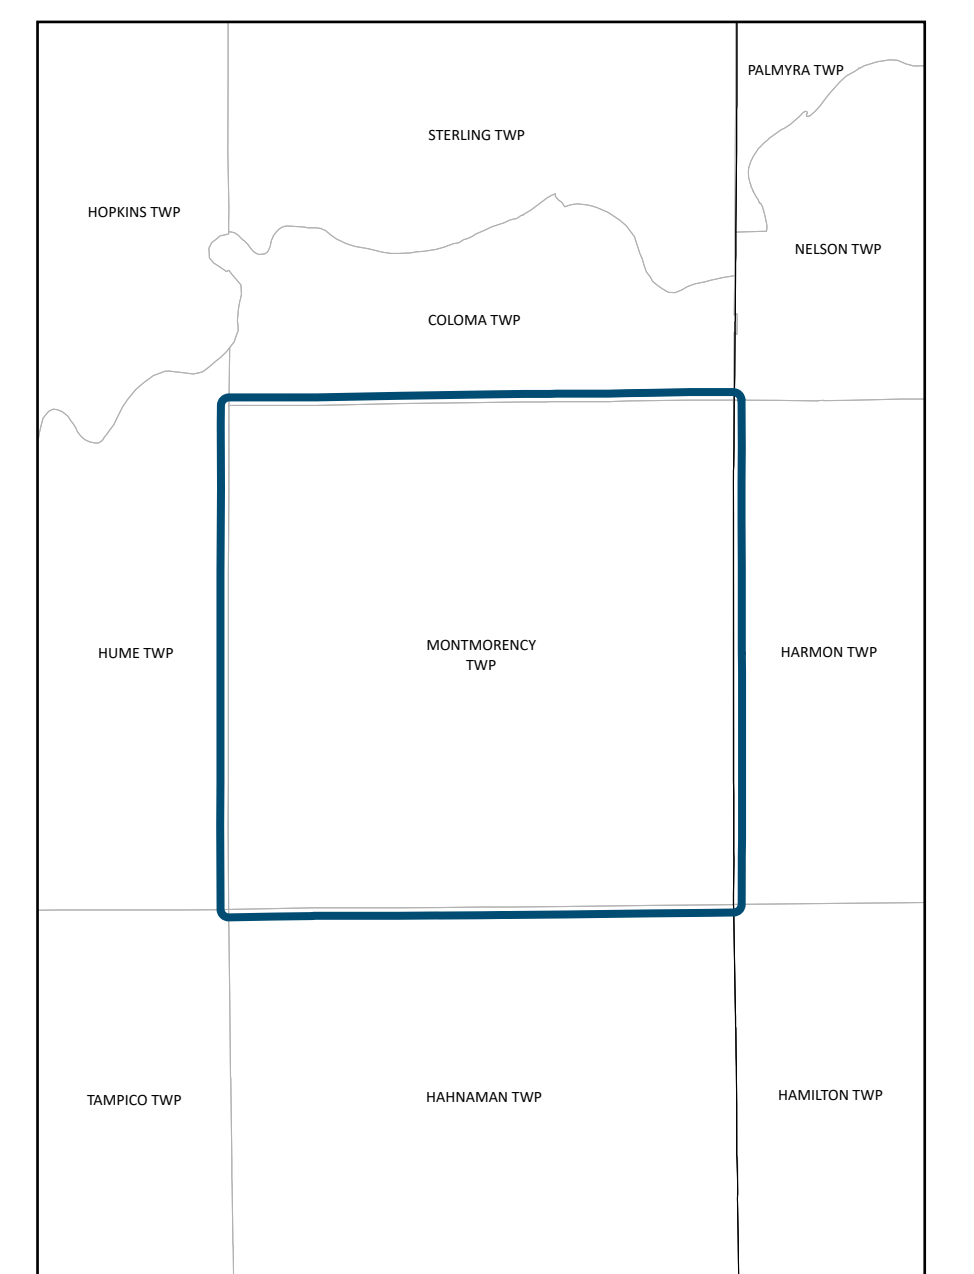 PALMYRA TWP
STERLING TWP
HOPKINS TWP
NELSON TWP
COLOMA TWP
MONTMORENCY
TWP
HUME TWP
HARMON TWP
TAMPICO TWP
HAHNAMAN TWP
HAMILTON TWP